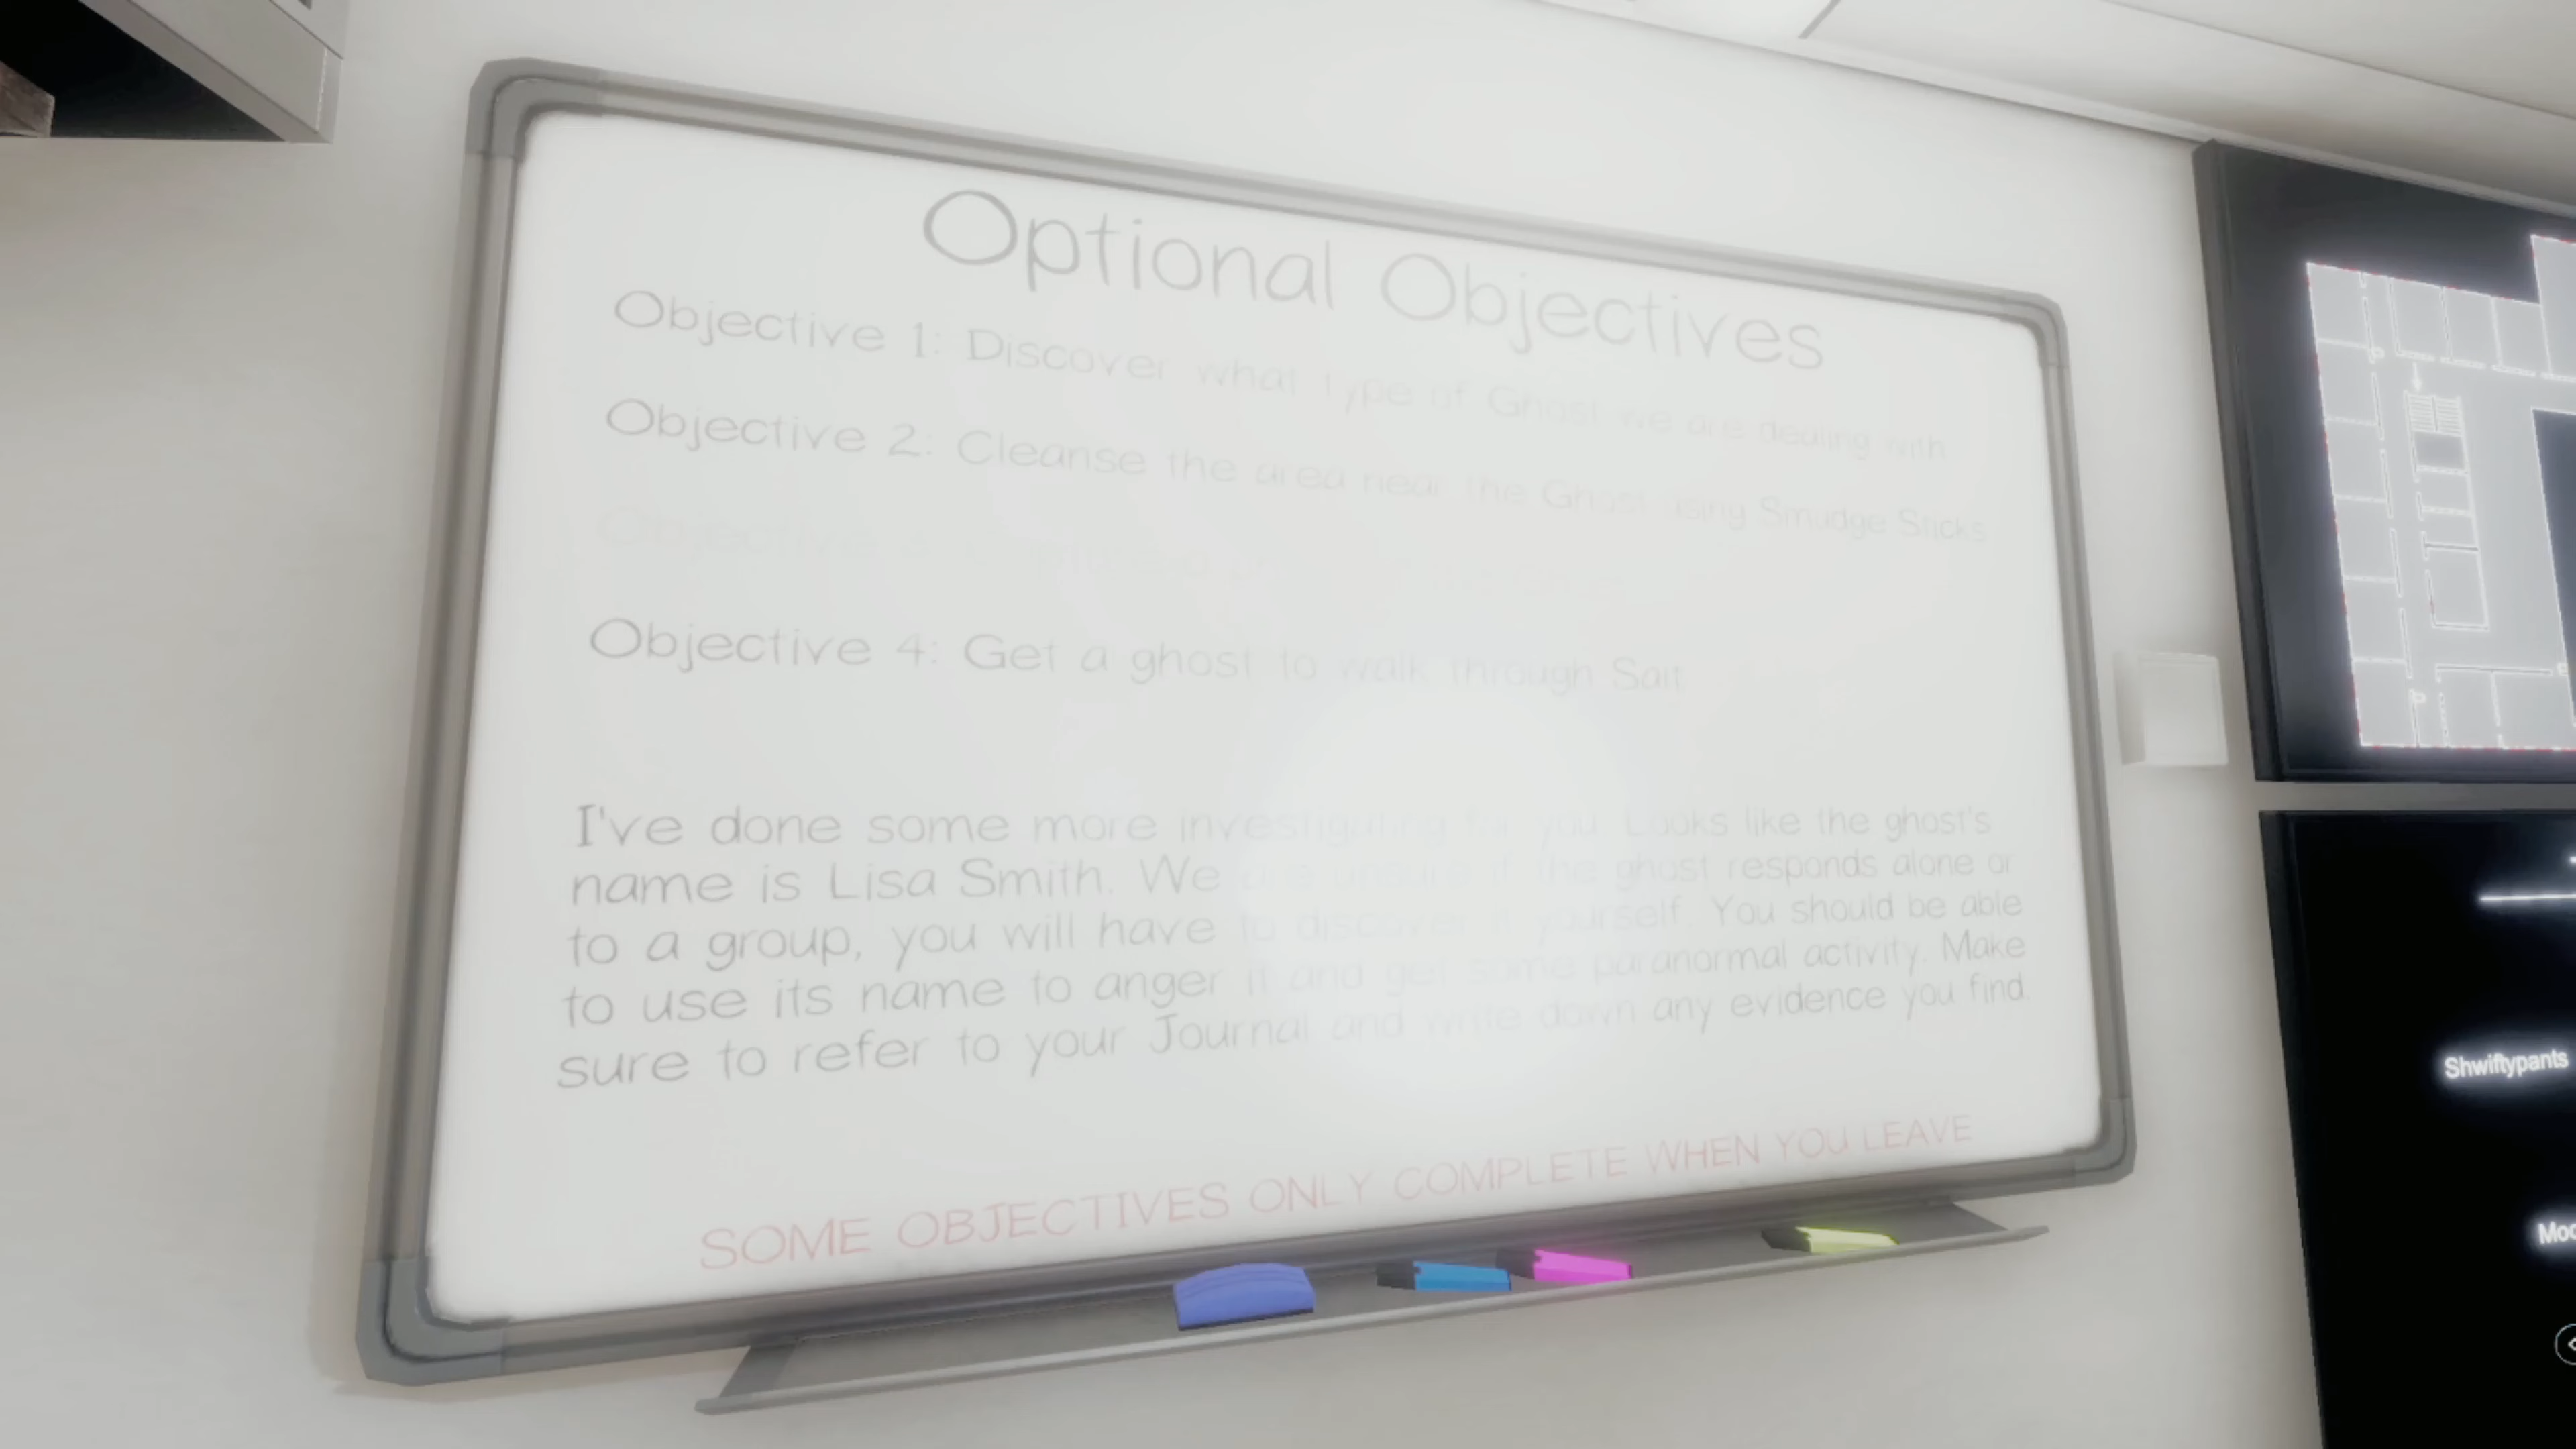 Optional Objectives
Objective 1: Discover what type of Ghost we are dealing with
Objective 2: Cleanse the area near the Ghost using Smudge Sticks
Objective 4: Get a ghost to walk through Salt
I've done some more investigating for you. Looks like the ghost's
name is Lisa Smith. We are unsure if the ghost responds alone or
to a group, you will have to discover it yourself. You should be able
to use its name to anger it and get some paranormal activity. Make
sure to refer to your Journal and write down any evidence you find.
SOME OBJECTIVES ONLY COMPLETE WHEN YOU LEAVE
Shwiftypants